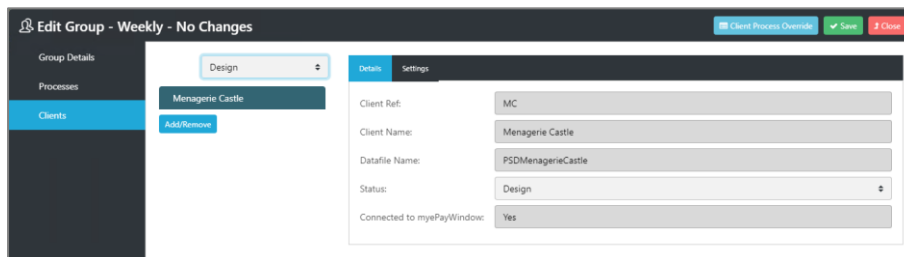 Edit Group - Weekly - No Changes
Client Process Override
Save
Close
Group Details
Processes
Clients
Design
Menagerie Castle
Add/Remove
Details
Settings
Client Ref:
MC
Client Name:
Menagerie Castle
Datafile Name:
PSDMenagerieCastle
Status:
Design
Connected to myePayWindow:
Yes